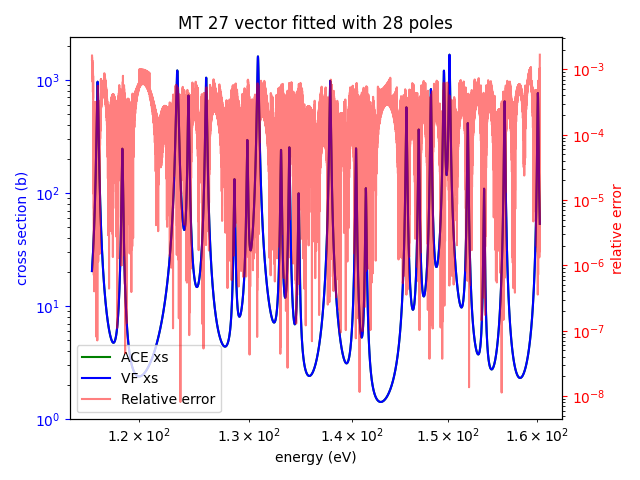 MT 27 vector fitted with 28 poles
10³
10²
10¹
10⁰
cross section (b)
10⁻³
10⁻⁴
10⁻⁵
10⁻⁶
10⁻⁷
10⁻⁸
relative error
ACE xs
VF xs
Relative error
1.2 × 10² 1.3 × 10² 1.4 × 10² 1.5 × 10² 1.6 × 10²
energy (eV)